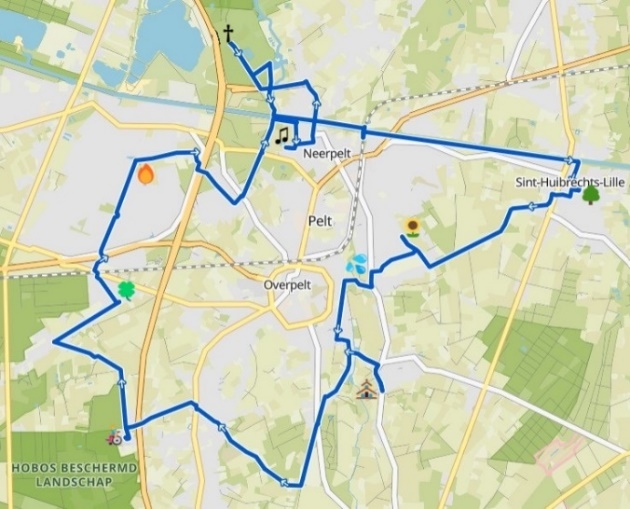 Neerpelt
Sint-Huibrechts-Lille
Pelt
Overpelt
HOBOS BESCHERMD
LANDSCHAP